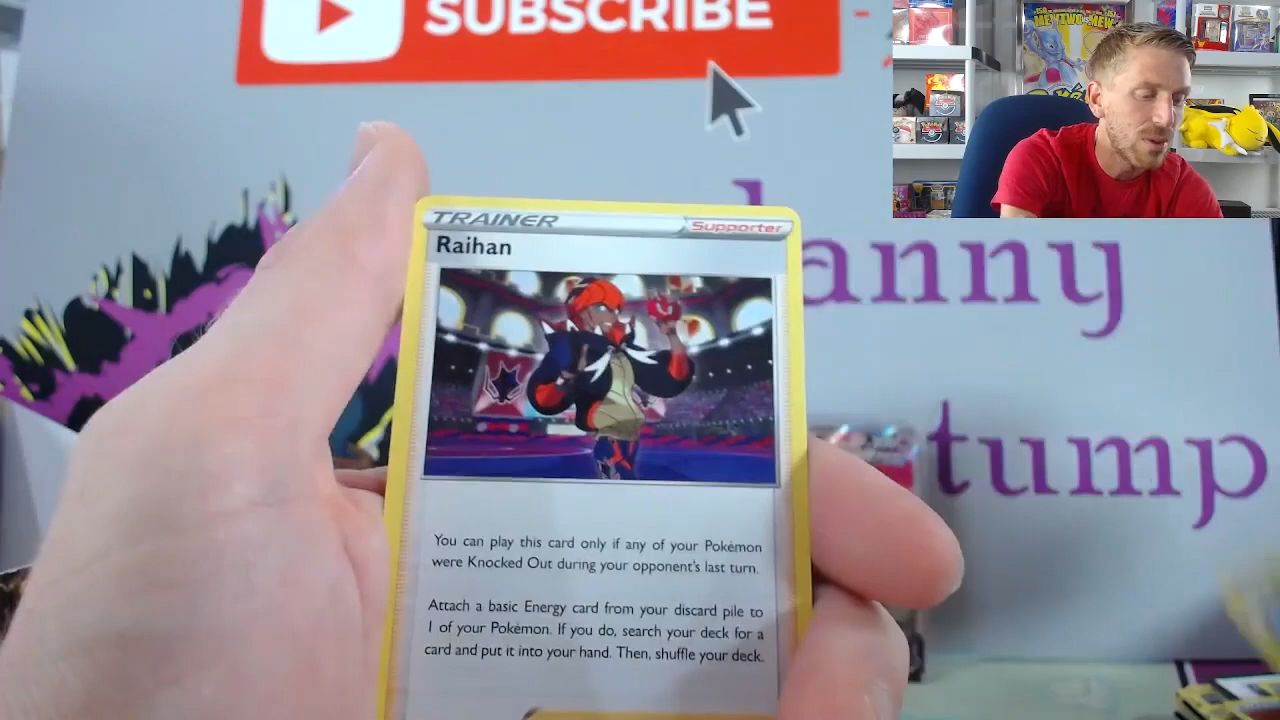 SUBSCRIBE
TRAINER
Supporter
Raihan
anny
tump
You can play this card only if any of your Pokémon
were Knocked Out during your opponent's last turn.
Attach a basic Energy card from your discard pile to
1 of your Pokémon. If you do, search your deck for a
card and put it into your hand. Then, shuffle your deck.